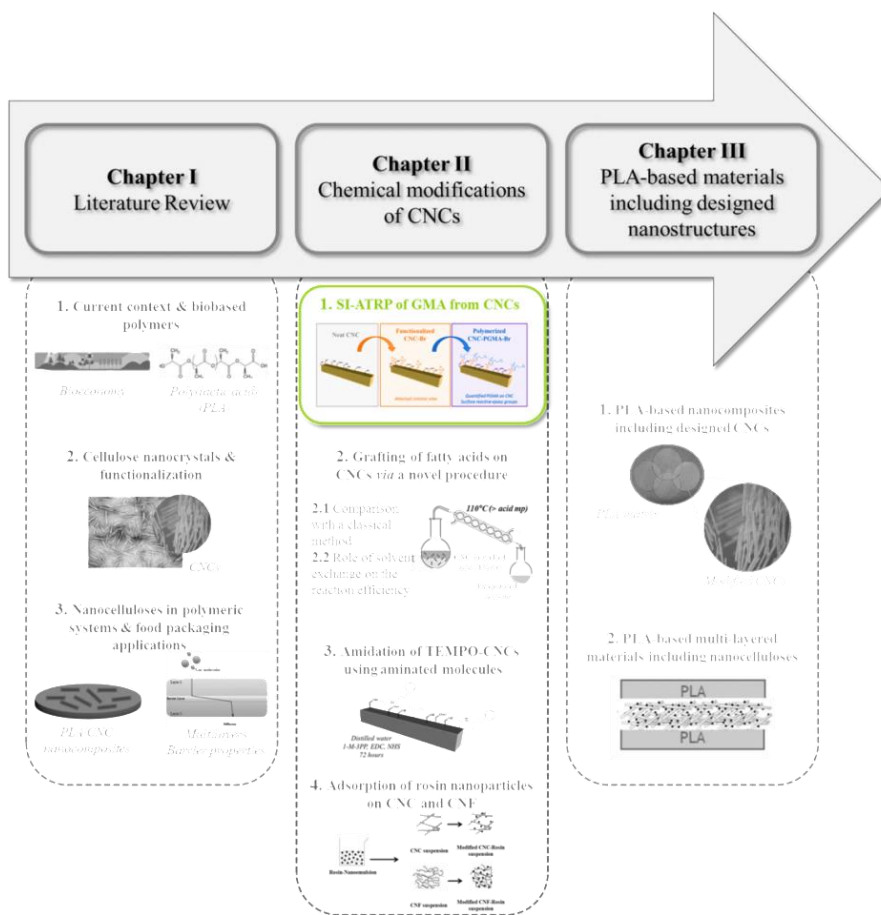 Chapter I
Literature Review
Chapter II
Chemical modifications
of CNCs
Chapter III
PLA-based materials
including designed
nanostructures
1. Current context & biobased
polymers
Bioeconomy
Poly(lactic acid)
(PLA)
2. Cellulose nanocrystals &
functionalization
CNCs
3. Nanocelluloses in polymeric
systems & food packaging
applications
PLA CNC
nanocomposites
Multilayers
Barrier properties
1. SI-ATRP of GMA from CNCs
Neat CNC
Functionalized
CNC-Br
Polymerized
CNC-PGMA-Br
2. Grafting of fatty acids on
CNCs via a novel procedure
2.1 Comparison
with a classical
method
2.2 Role of solvent
exchange on the
reaction efficiency
110°C (> acid mp)
3. Amidation of TEMPO-CNCs
using aminated molecules
Distilled water
72 hours
4. Adsorption of rosin nanoparticles
on CNC and CNF
Rosin-Nanoemulsion
CNC suspension
Modified CNC-Rosin
suspension
CNF suspension
Modified CNF-Rosin
suspension
1. PLA-based nanocomposites
including designed CNCs
PLA matrix
Modified CNCs
2. PLA-based multi-layered
materials including nanocelluloses
PLA
PLA